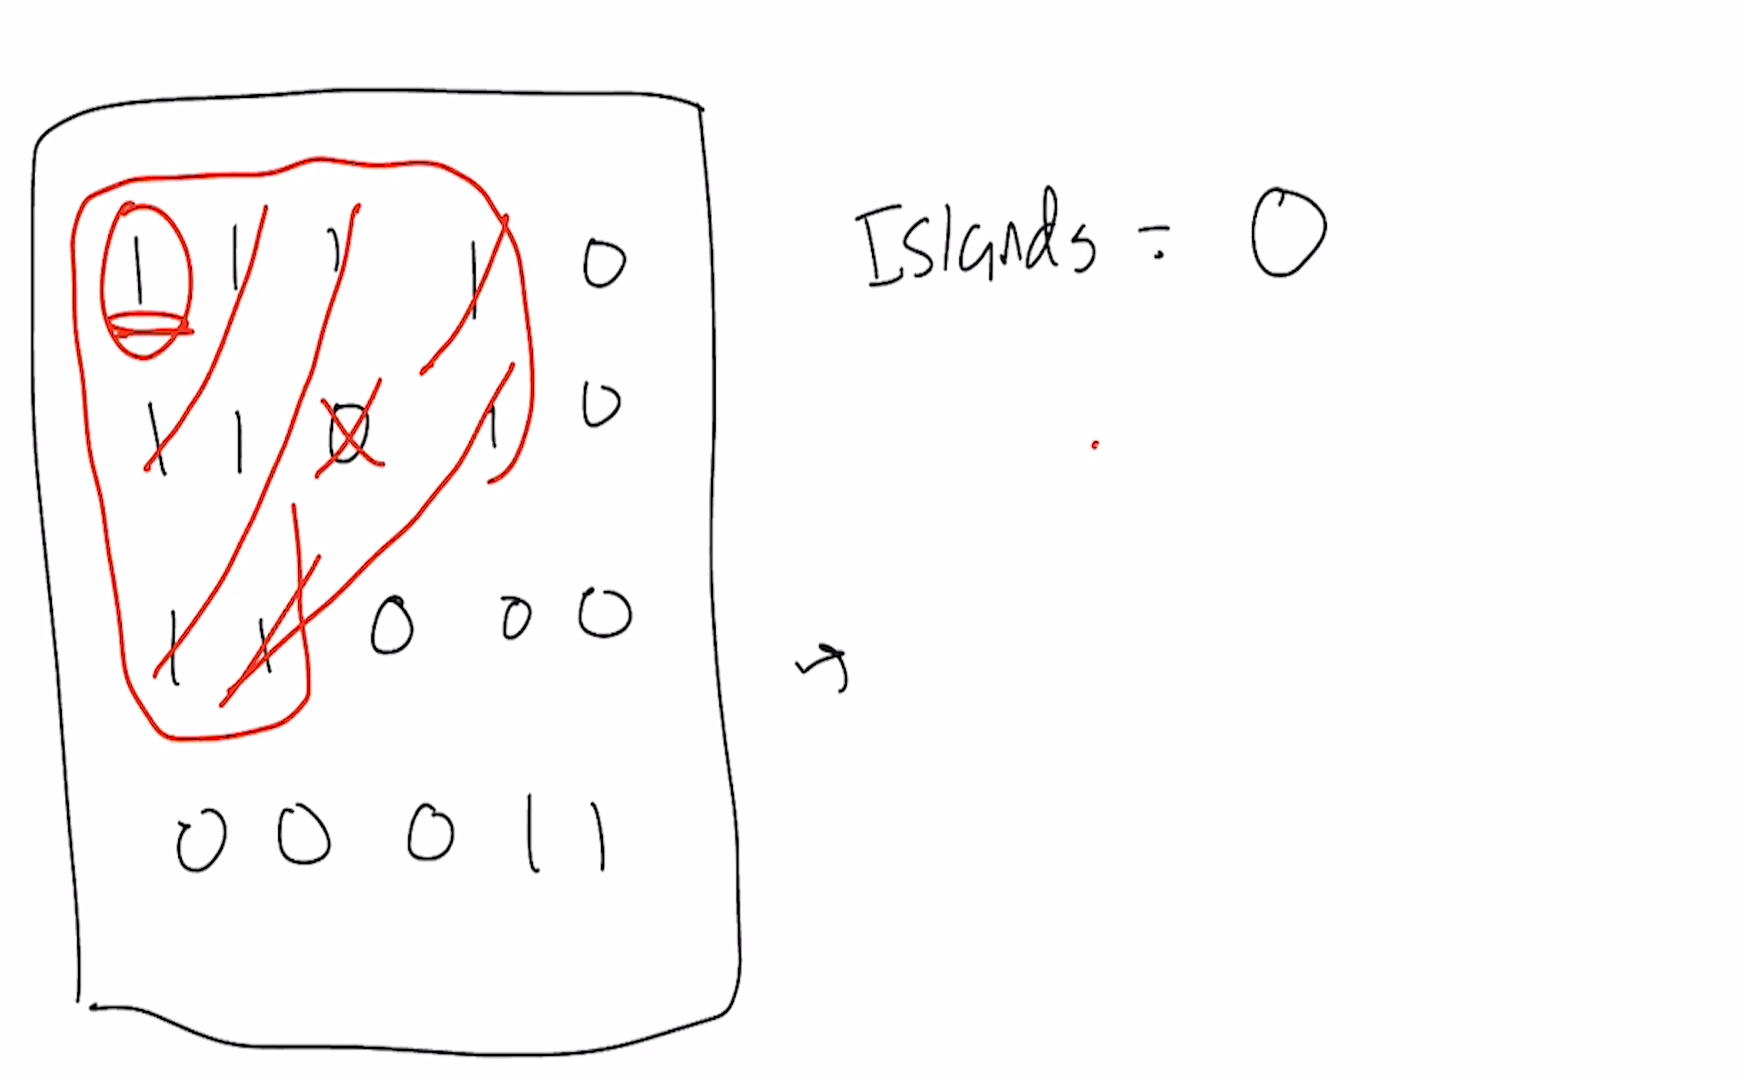 1 1 1 1 0
Islands = 0
1 1 0 1 0
1 1 0 0 0
0 0 0 1 1